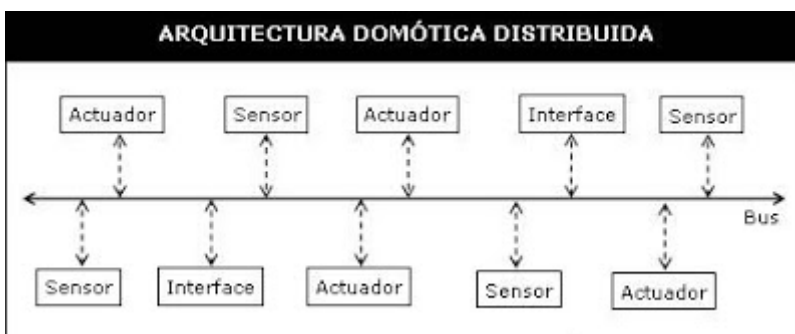 ARQUITECTURA DOMÓTICA DISTRIBUIDA
Actuador
Sensor
Actuador
Interface
Sensor
Bus
Sensor
Interface
Actuador
Sensor
Actuador